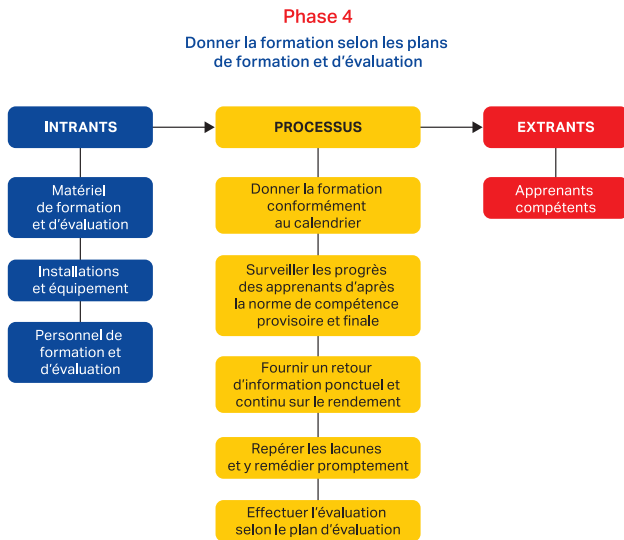 Phase 4
Donner la formation selon les plans
de formation et d'évaluation
INTRANTS
PROCESSUS
EXTRANTS
Matériel
de formation
et d'évaluation
Installations
et équipement
Personnel de
formation et
d'évaluation
Donner la formation
conformément
au calendrier
Surveiller les progrès
des apprenants d'après
la norme de compétence
provisoire et finale
Fournir un retour
d'information ponctuel et
continu sur le rendement
Repérer les lacunes
et y remédier promptement
Effectuer l'évaluation
selon le plan d'évaluation
Apprenants
compétents